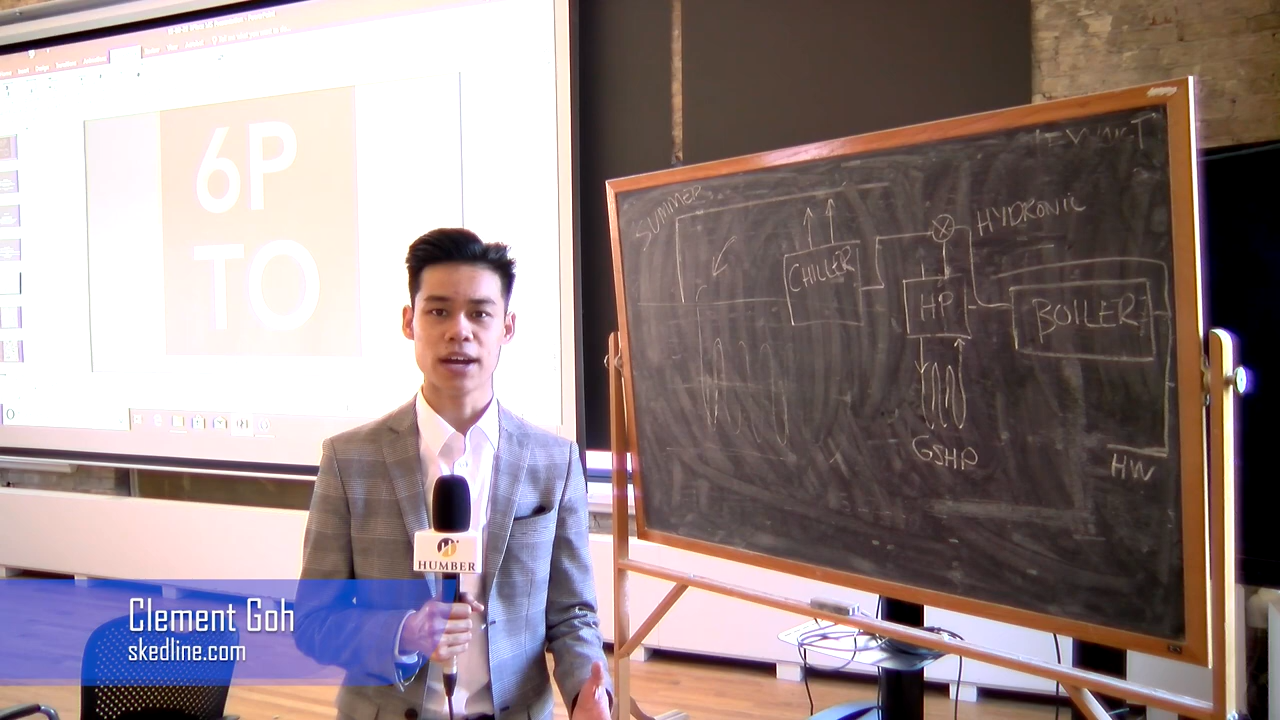 6P
TO
SUMMER
CHILLER
HYDRONIC
HP
BOILER
GSHP
HW
HUMBER
Clement Goh
skedline.com